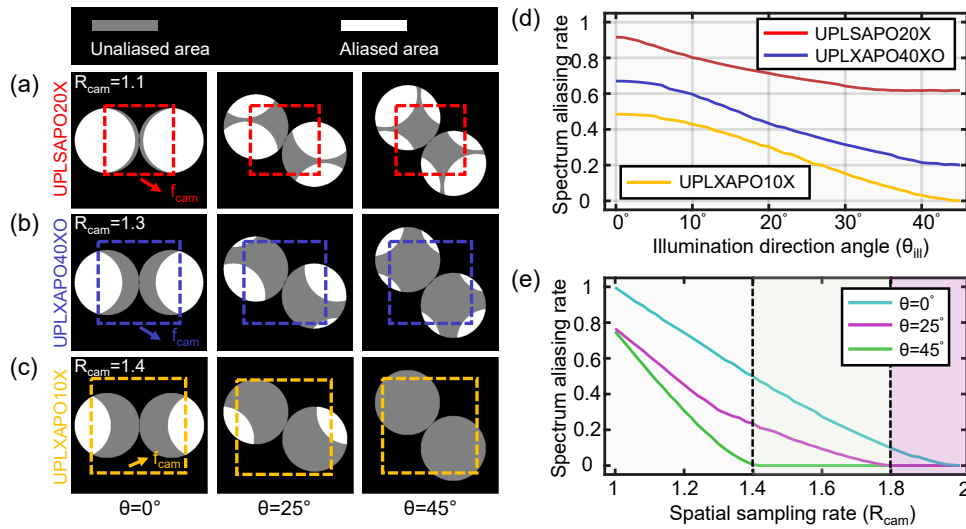 Unaliased area
Aliased area
(a)
UPLSAPO20X
R_cam=1.1
f_cam
(b)
UPLXAPO40XO
R_cam=1.3
f_cam
(c)
UPLXAPO10X
R_cam=1.4
f_cam
θ=0°
θ=25°
θ=45°
(d)
Spectrum aliasing rate
1
0.8
0.6
0.4
0.2
0
UPLSAPO20X
UPLXAPO40XO
UPLXAPO10X
0°
10°
20°
30°
40°
Illumination direction angle (θ_ill)
(e)
Spectrum aliasing rate
1
0.8
0.6
0.4
0.2
0
θ=0°
θ=25°
θ=45°
1
1.2
1.4
1.6
1.8
2
Spatial sampling rate (R_cam)